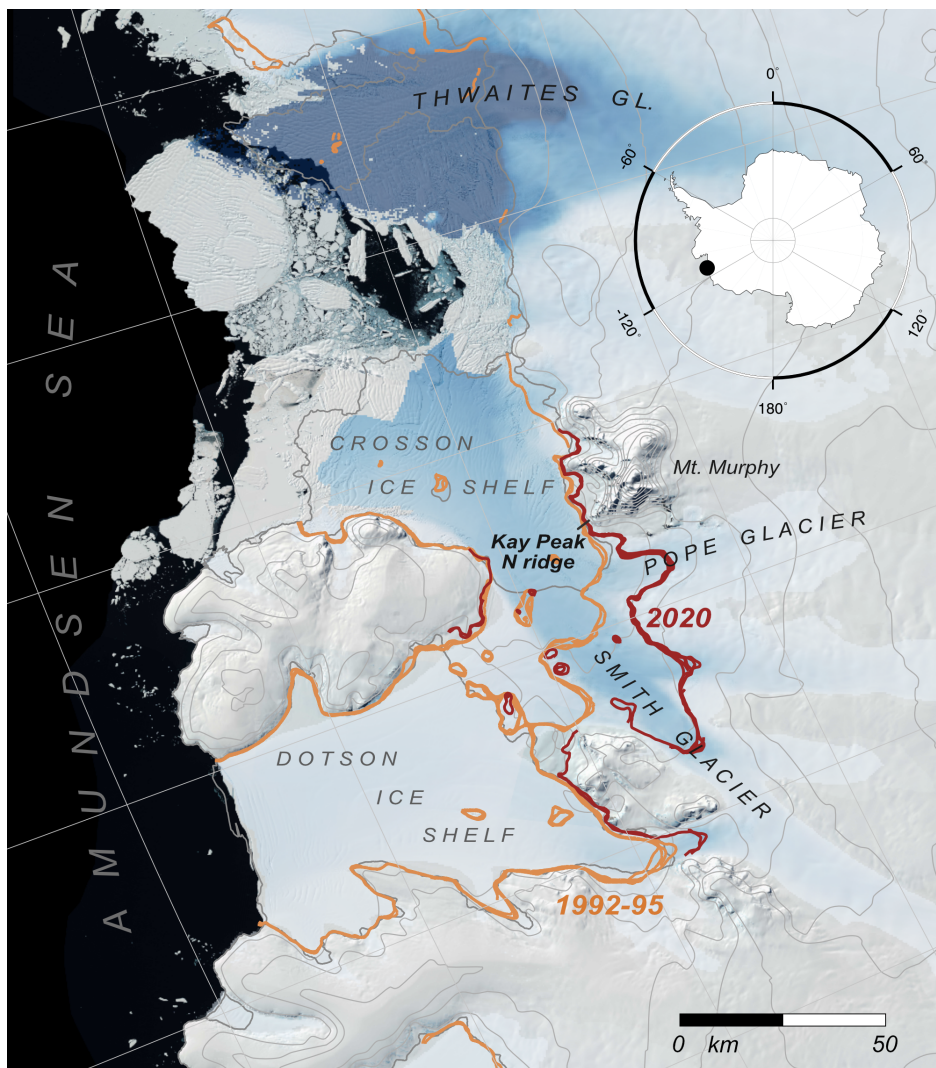 THWAITES GL.
0°
60°
120°
180°
-120°
-60°
AMUNDSEN SEA
CROSSON
ICE SHELF
Mt. Murphy
Kay Peak
N ridge
POPE GLACIER
2020
SMITH GLACIER
DOTSON
ICE
SHELF
1992-95
0 km 50